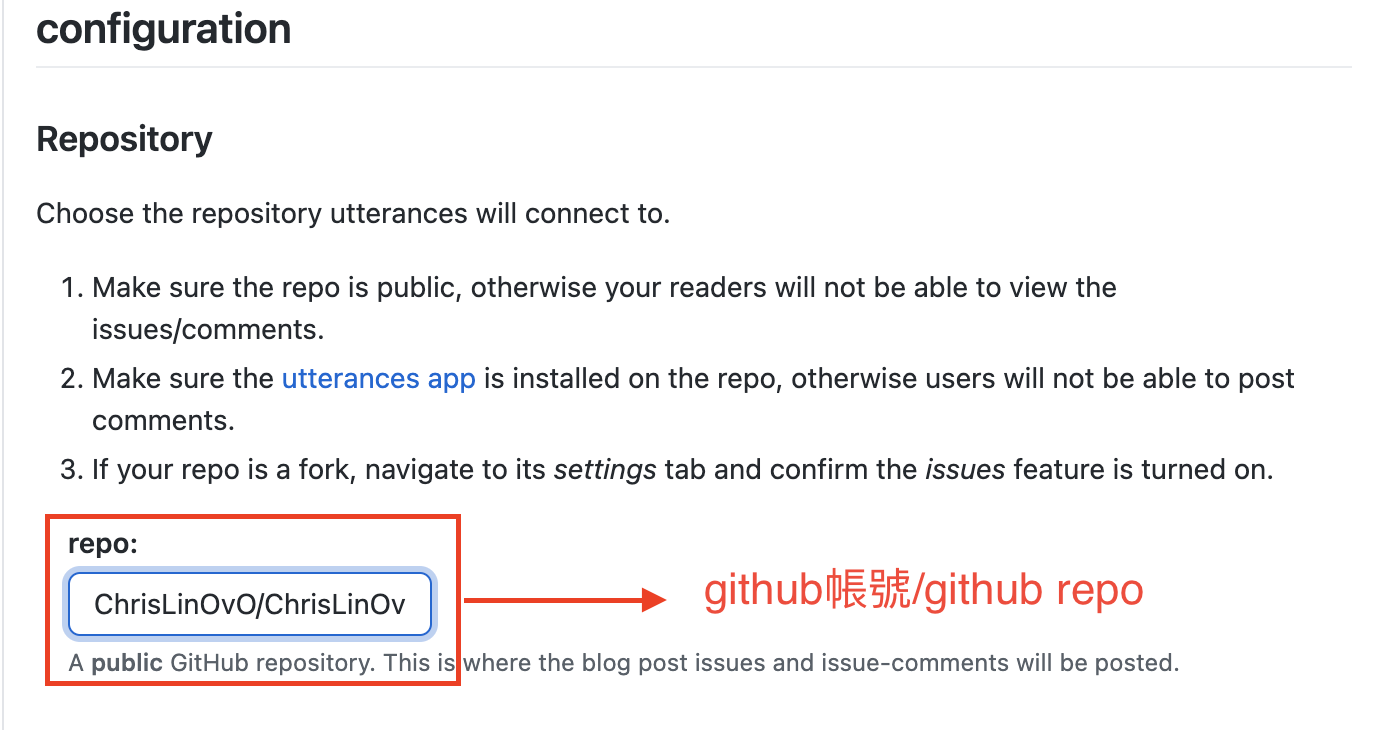 configuration
Repository
Choose the repository utterances will connect to.
1. Make sure the repo is public, otherwise your readers will not be able to view the
issues/comments.
2. Make sure the utterances app is installed on the repo, otherwise users will not be able to post
comments.
3. If your repo is a fork, navigate to its settings tab and confirm the issues feature is turned on.
repo:
ChrisLinOvO/ChrisLinOv
github帳號/github repo
A public GitHub repository. This is where the blog post issues and issue-comments will be posted.